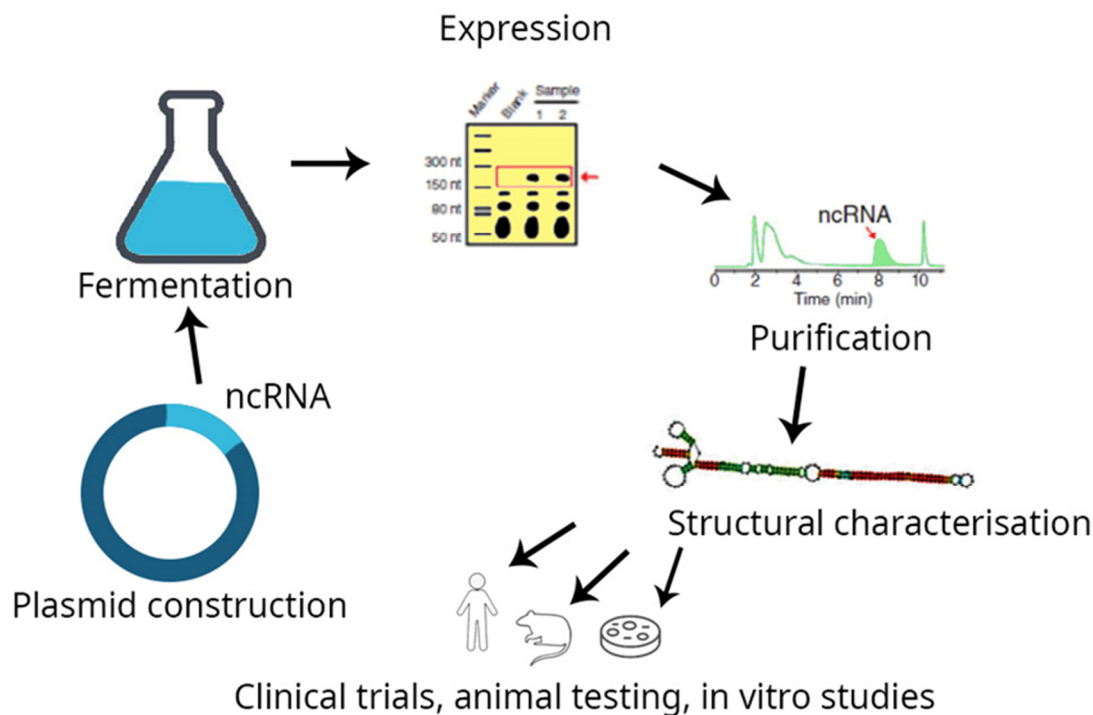 Expression
Marker
Blank
Sample
1 2
300 nt
150 nt
80 nt
50 nt
Fermentation
ncRNA
0 2 4 6 8 10
Time (min)
Purification
ncRNA
Plasmid construction
Structural characterisation
Clinical trials, animal testing, in vitro studies